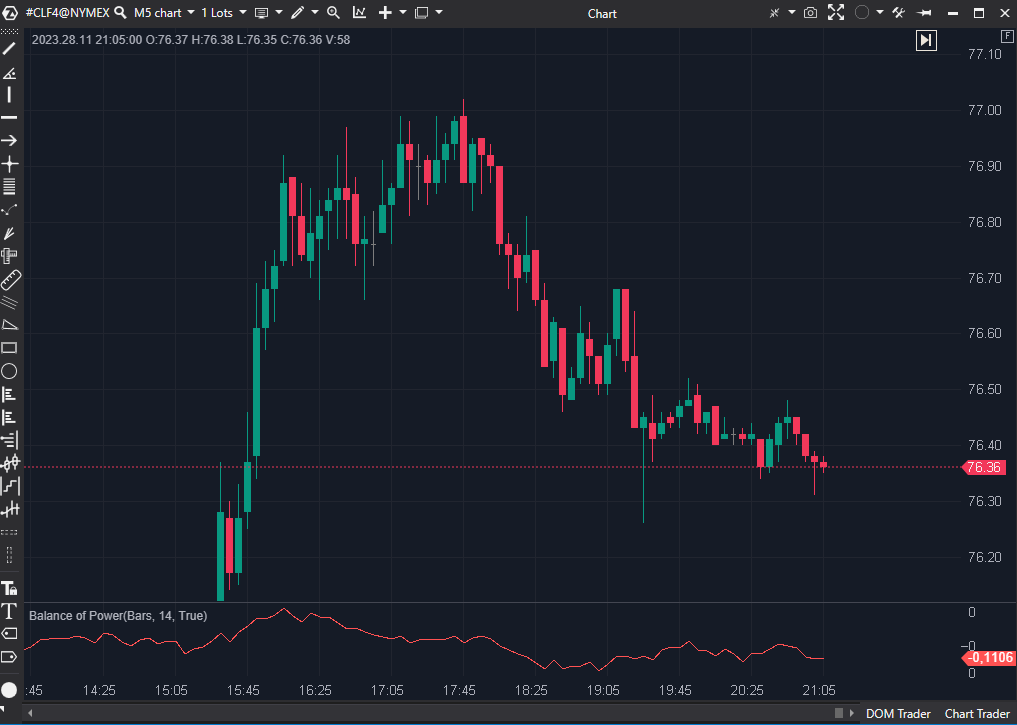 #CLF4@NYMEX M5 chart 1 Lots Chart
2023.28.11 21:05:00 O:76.37 H:76.38 L:76.35 C:76.36 V:58
F
77.10
77.00
76.90
76.80
76.70
76.60
76.50
76.40
76.36
76.30
76.20
Balance of Power(Bars, 14, True)
0
-0
-0,1106
0
:45 14:25 15:05 15:45 16:25 17:05 17:45 18:25 19:05 19:45 20:25 21:05
DOM Trader Chart Trader